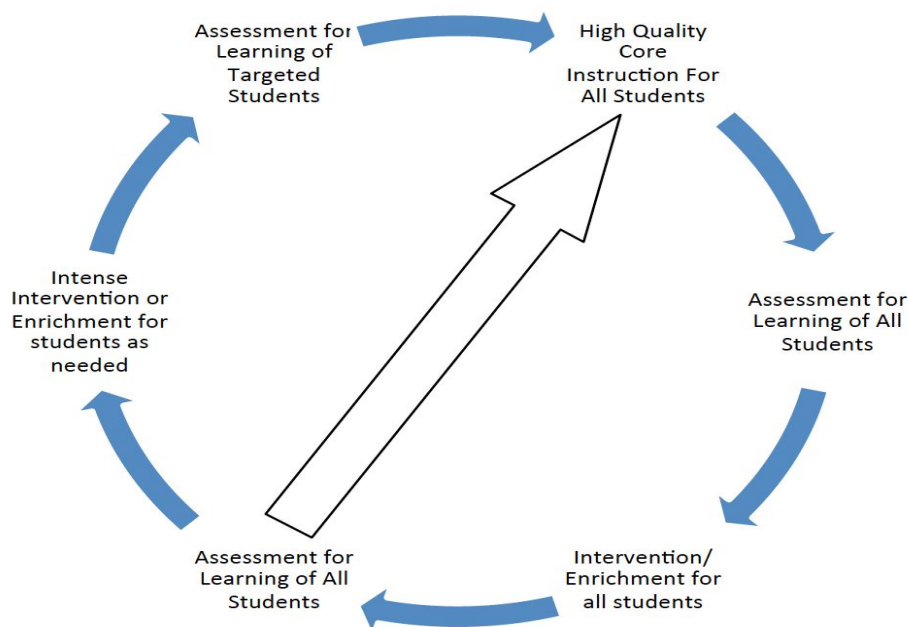 Assessment for
Learning of
Targeted
Students
High Quality
Core
Instruction For
All Students
Assessment for
Learning of All
Students
Intervention/
Enrichment for
all students
Assessment for
Learning of All
Students
Intense
Intervention or
Enrichment for
students as
needed